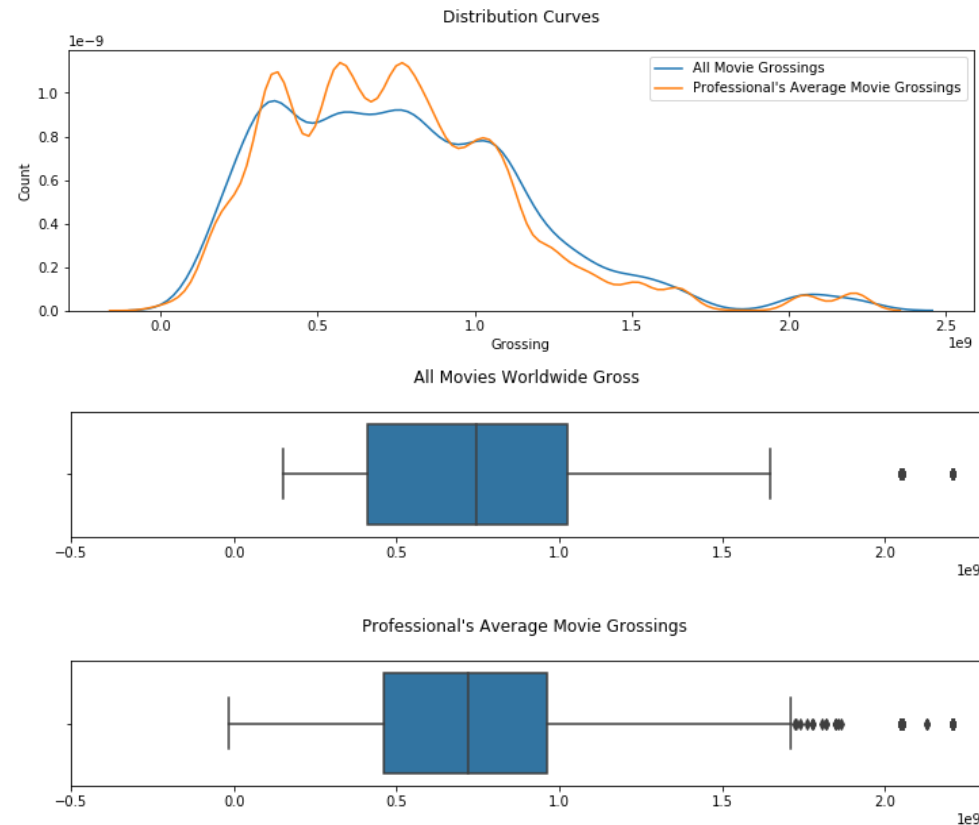 Distribution Curves
1e−9
All Movie Grossings
Professional's Average Movie Grossings
1.0
0.8
0.6
0.4
0.2
0.0
Count
0.0 0.5 1.0 1.5 2.0 2.5
1e9
Grossing
All Movies Worldwide Gross
−0.5 0.0 0.5 1.0 1.5 2.0
1e9
Professional's Average Movie Grossings
−0.5 0.0 0.5 1.0 1.5 2.0
1e9